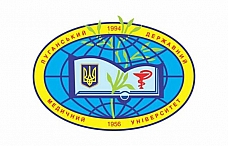 ЛУГАНСЬКИЙ ДЕРЖАВНИЙ
1994
1956
МЕДИЧНИЙ УНІВЕРСИТЕТ